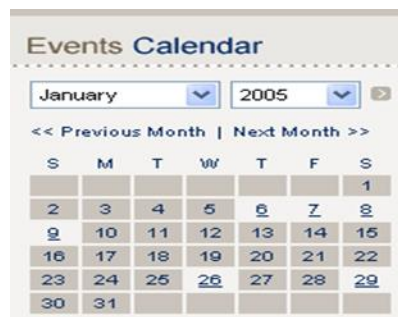 Events Calendar
January 2005
<< Previous Month | Next Month >>
S M T W T F S
1
2 3 4 5 6 7 8
9 10 11 12 13 14 15
16 17 18 19 20 21 22
23 24 25 26 27 28 29
30 31